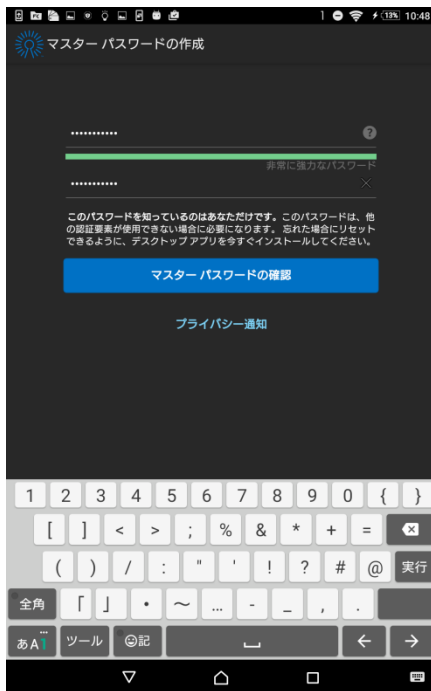 1 13% 10:48
マスター パスワードの作成
•••••••••••
?
非常に強力なパスワード
•••••••••••
このパスワードを知っているのはあなただけです。このパスワードは、他
の認証要素が使用できない場合に必要になります。 忘れた場合にリセット
できるように、デスクトップ アプリを今すぐインストールしてください。
マスター パスワードの確認
プライバシー通知
1 2 3 4 5 6 7 8 9 0 { }
[ ] < > ; % & * + =
( ) / : " ' ! ? # @ 実行
全角 「 」 ・ ～ … - _ , .
あA1 ツール ☺記 ← →